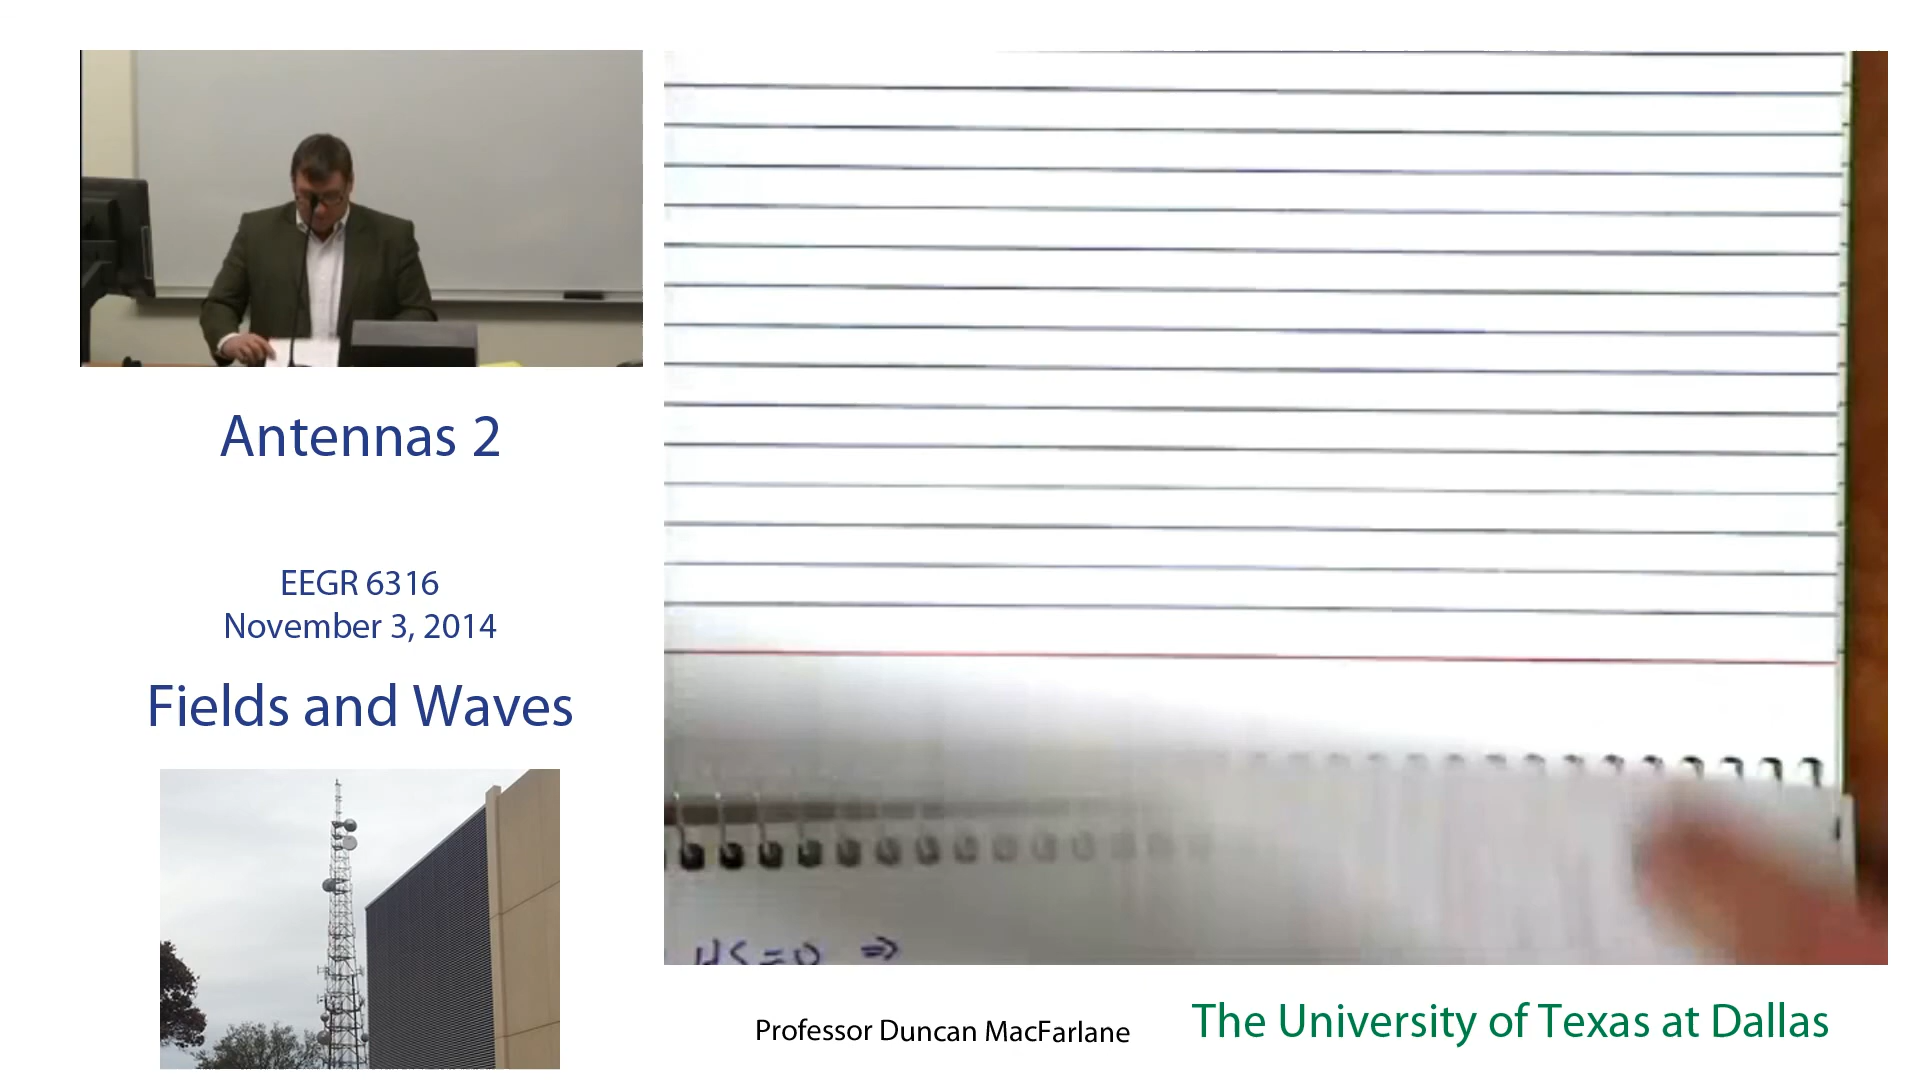 Antennas 2
EEGR 6316
November 3, 2014
Fields and Waves
=0 ⇒
Professor Duncan MacFarlane
The University of Texas at Dallas